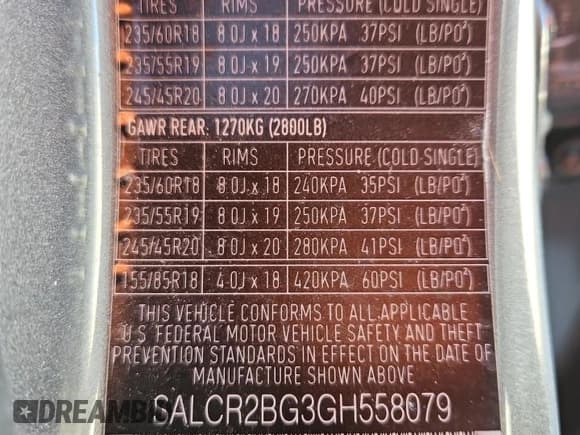 TIRES RIMS PRESSURE (COLD SINGLE)
235/60R18 8.0J x 18 250KPA 37PSI (LB/PO²)
235/55R19 8.0J x 19 250KPA 37PSI (LB/PO²)
245/45R20 8.0J x 20 270KPA 40PSI (LB/PO²)
GAWR REAR: 1270KG (2800LB)
TIRES RIMS PRESSURE (COLD-SINGLE)
235/60R18 8.0J x 18 240KPA 35PSI (LB/PO²)
235/55R19 8.0J x 19 250KPA 37PSI (LB/PO²)
245/45R20 8.0J x 20 280KPA 41PSI (LB/PO²)
155/85R18 4.0J x 18 420KPA 60PSI (LB/PO²)
THIS VEHICLE CONFORMS TO ALL APPLICABLE
U.S. FEDERAL MOTOR VEHICLE SAFETY AND THEFT
PREVENTION STANDARDS IN EFFECT ON THE DATE OF
MANUFACTURE SHOWN ABOVE
SALCR2BG3GH558079